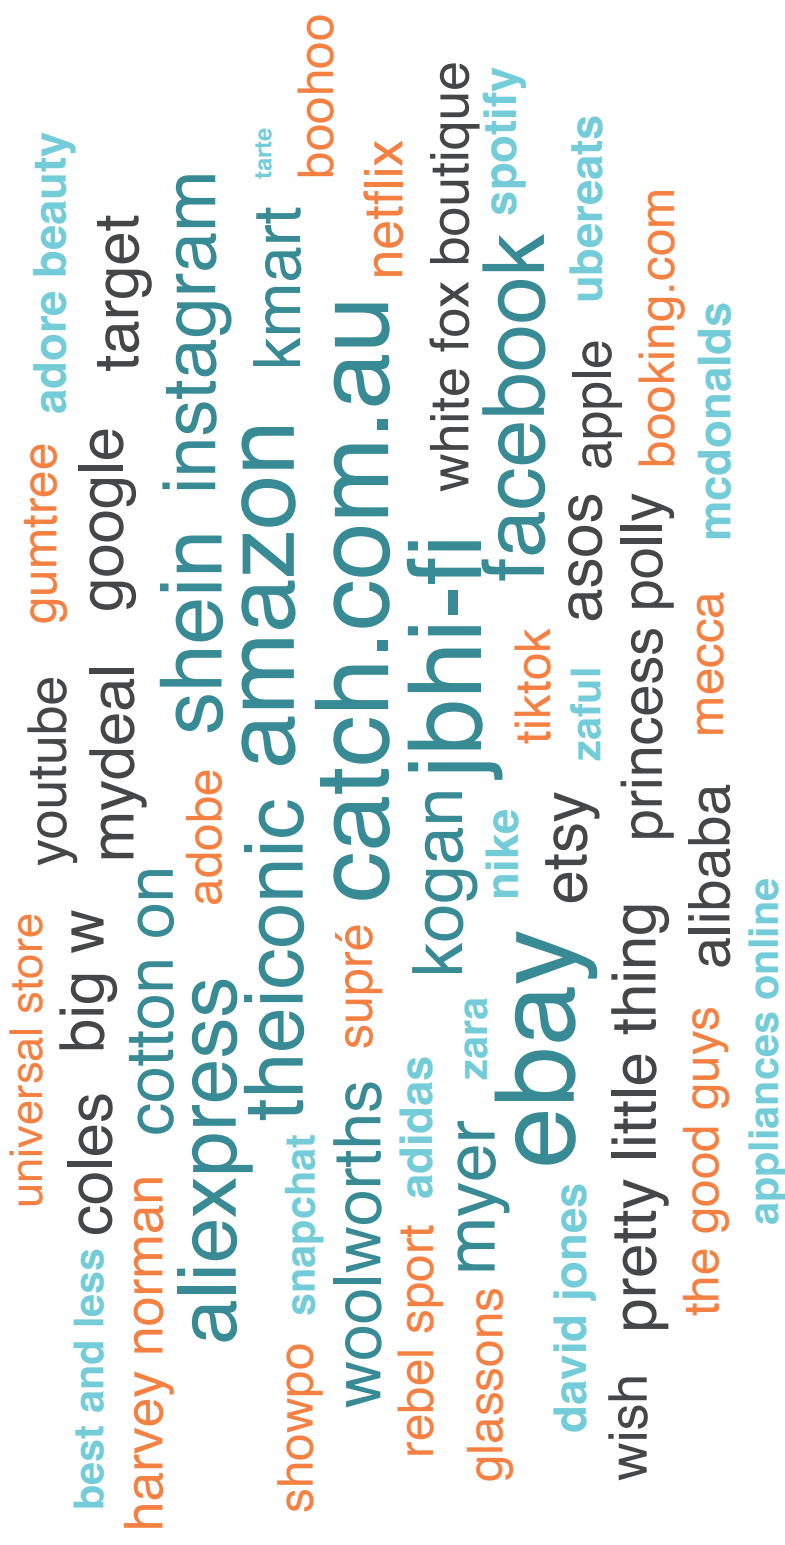 adore beauty
gumtree
youtube
universal store
target
google
mydeal
big w
coles
best and less
harvey norman
instagram
shein
adobe
cotton on
aliexpress
tarte
kmart
amazon
theiconic
snapchat
showpo
boohoo
netflix
catch.com.au
supré
woolworths
rebel sport
white fox boutique
jbhi-fi
kogan
adidas
glassons
spotify
facebook
tiktok
nike
zara
myer
ebay
ubereats
apple
asos
zaful
etsy
david jones
booking.com
princess polly
pretty little thing
wish
mcdonalds
mecca
alibaba
the good guys
appliances online